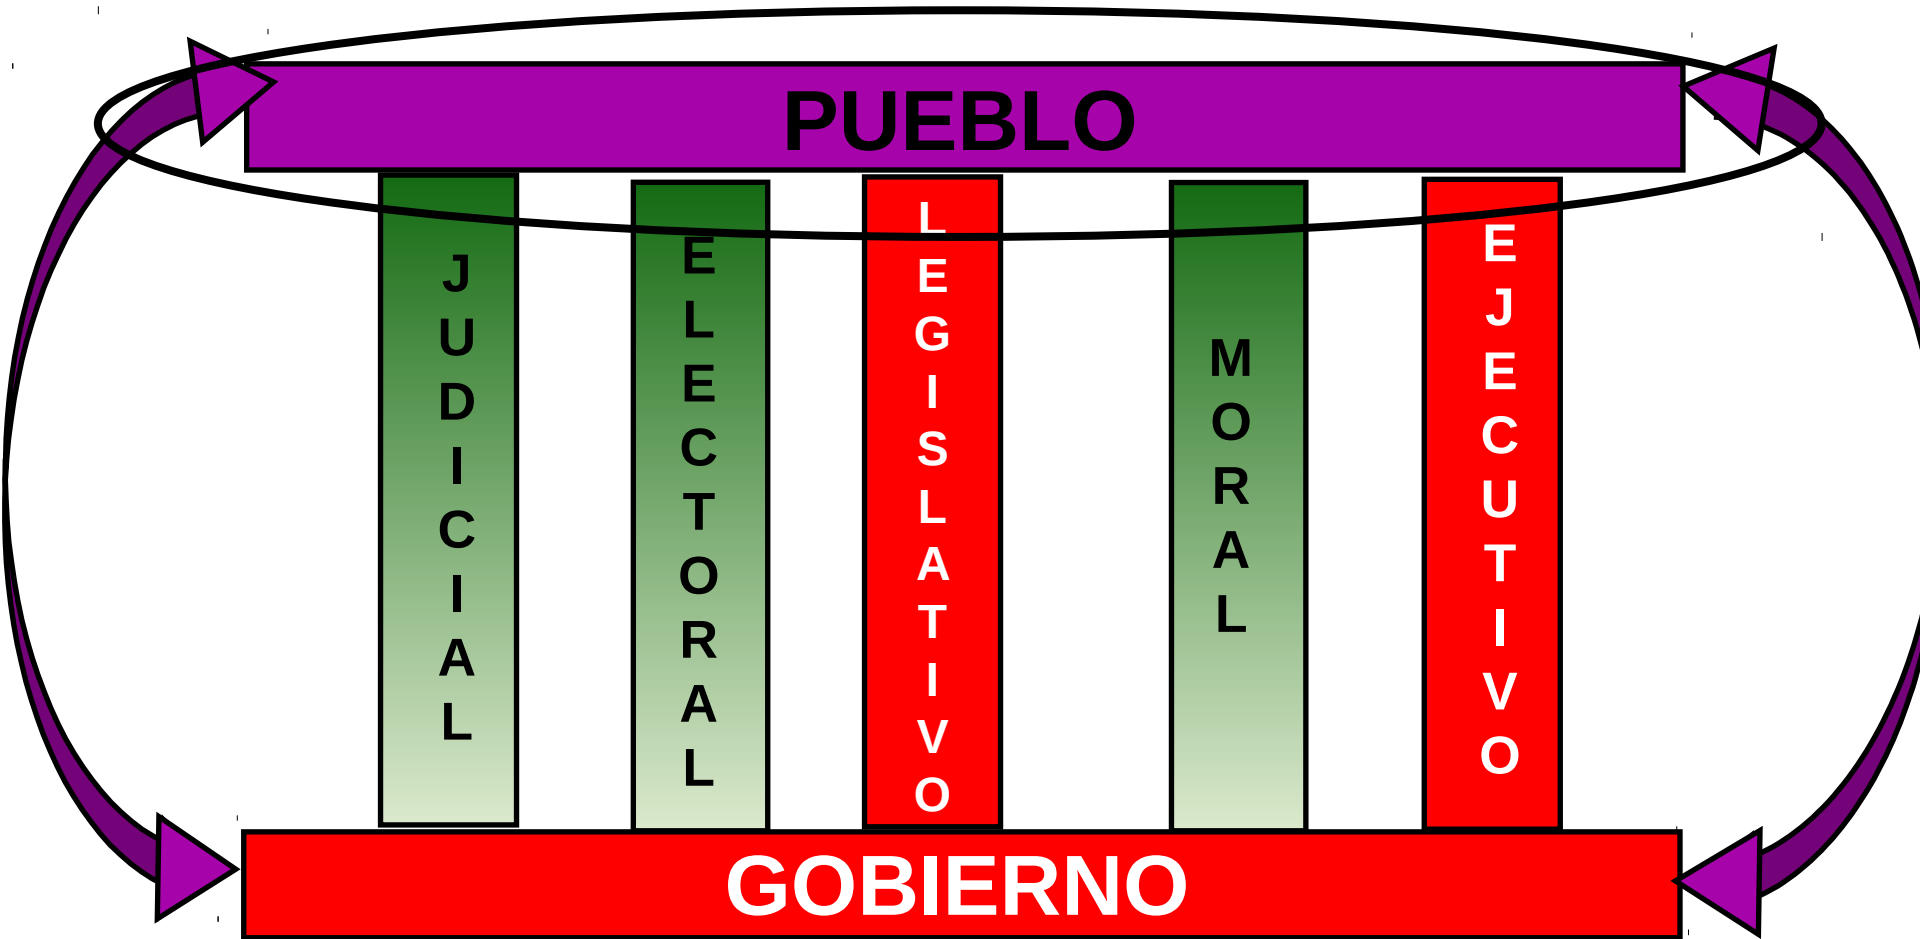 PUEBLO
JUDICIAL
ELECTORAL
LEGISLATIVO
MORAL
EJECUTIVO
GOBIERNO